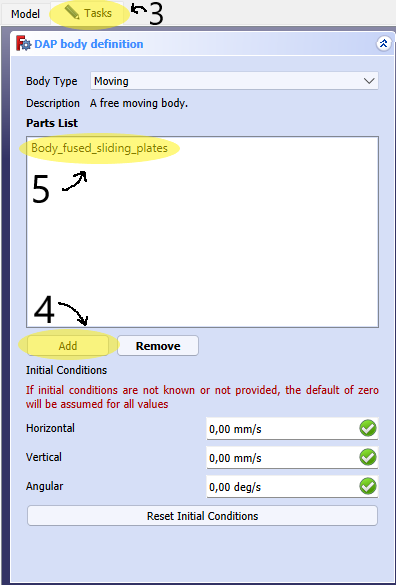 Model Tasks 3
DAP body definition
Body Type Moving
Description A free moving body.
Parts List
Body_fused_sliding_plates
5
4
Add Remove
Initial Conditions
If initial conditions are not known or not provided, the default of zero
will be assumed for all values
Horizontal 0,00 mm/s
Vertical 0,00 mm/s
Angular 0,00 deg/s
Reset Initial Conditions